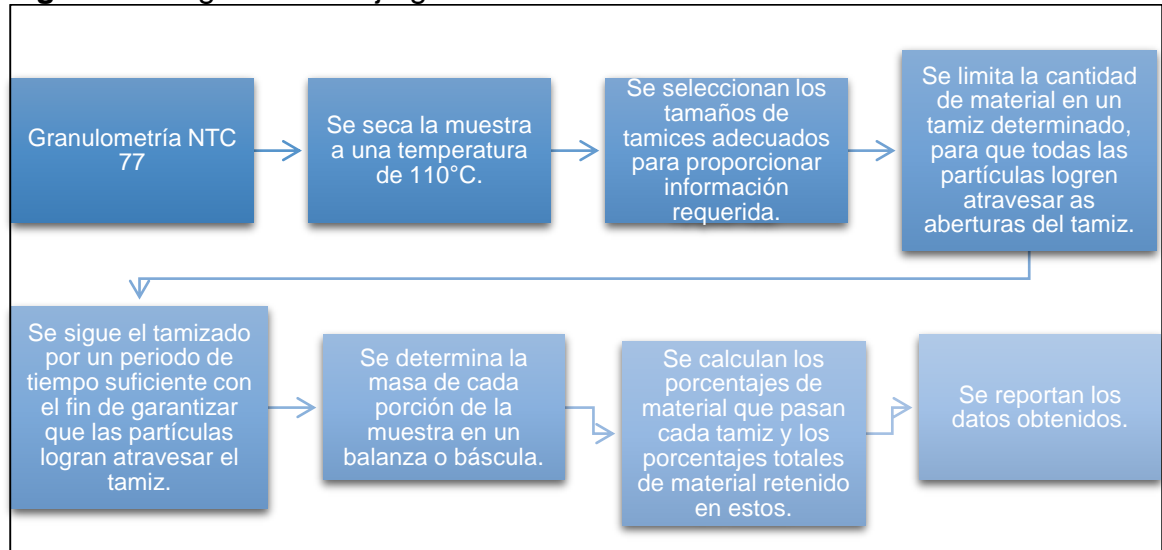 Granulometría NTC
77
Se seca la muestra
a una temperatura
de 110°C.
Se seleccionan los
tamaños de
tamices adecuados
para proporcionar
información
requerida.
Se limita la cantidad
de material en un
tamiz determinado,
para que todas las
partículas logren
atravesar as
aberturas del tamiz.
Se sigue el tamizado
por un periodo de
tiempo suficiente con
el fin de garantizar
que las partículas
logran atravesar el
tamiz.
Se determina la
masa de cada
porción de la
muestra en un
balanza o báscula.
Se calculan los
porcentajes de
material que pasan
cada tamiz y los
porcentajes totales
de material retenido
en estos.
Se reportan los
datos obtenidos.